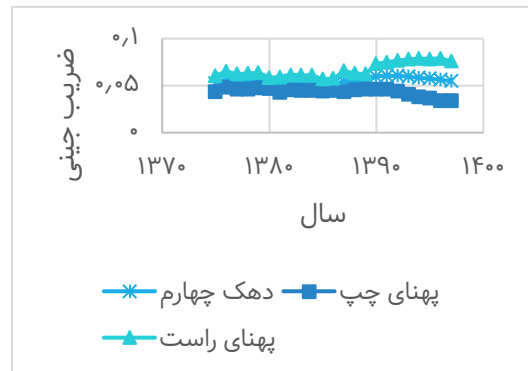 ۰٫۱
۰٫۰۵
۰
ضریب جینی
۱۳۷۰ ۱۳۸۰ ۱۳۹۰ ۱۴۰۰
سال
دهک چهارم پهنای چپ
پهنای راست